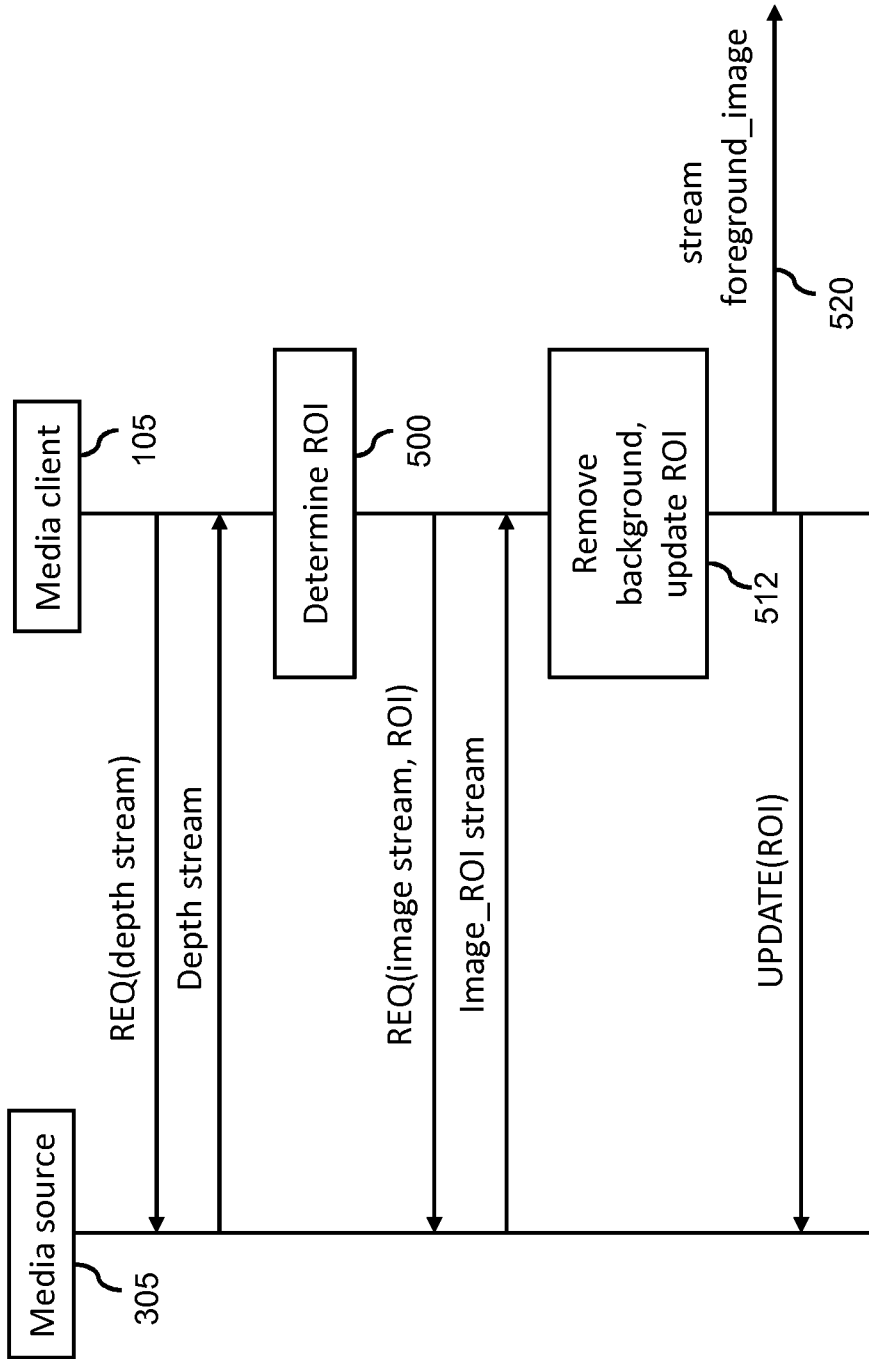 Media source
305
Media client
105
REQ(depth stream)
Depth stream
Determine ROI
500
REQ(image stream, ROI)
Image_ROI stream
Remove
background,
update ROI
512
stream
foreground_image
520
UPDATE(ROI)